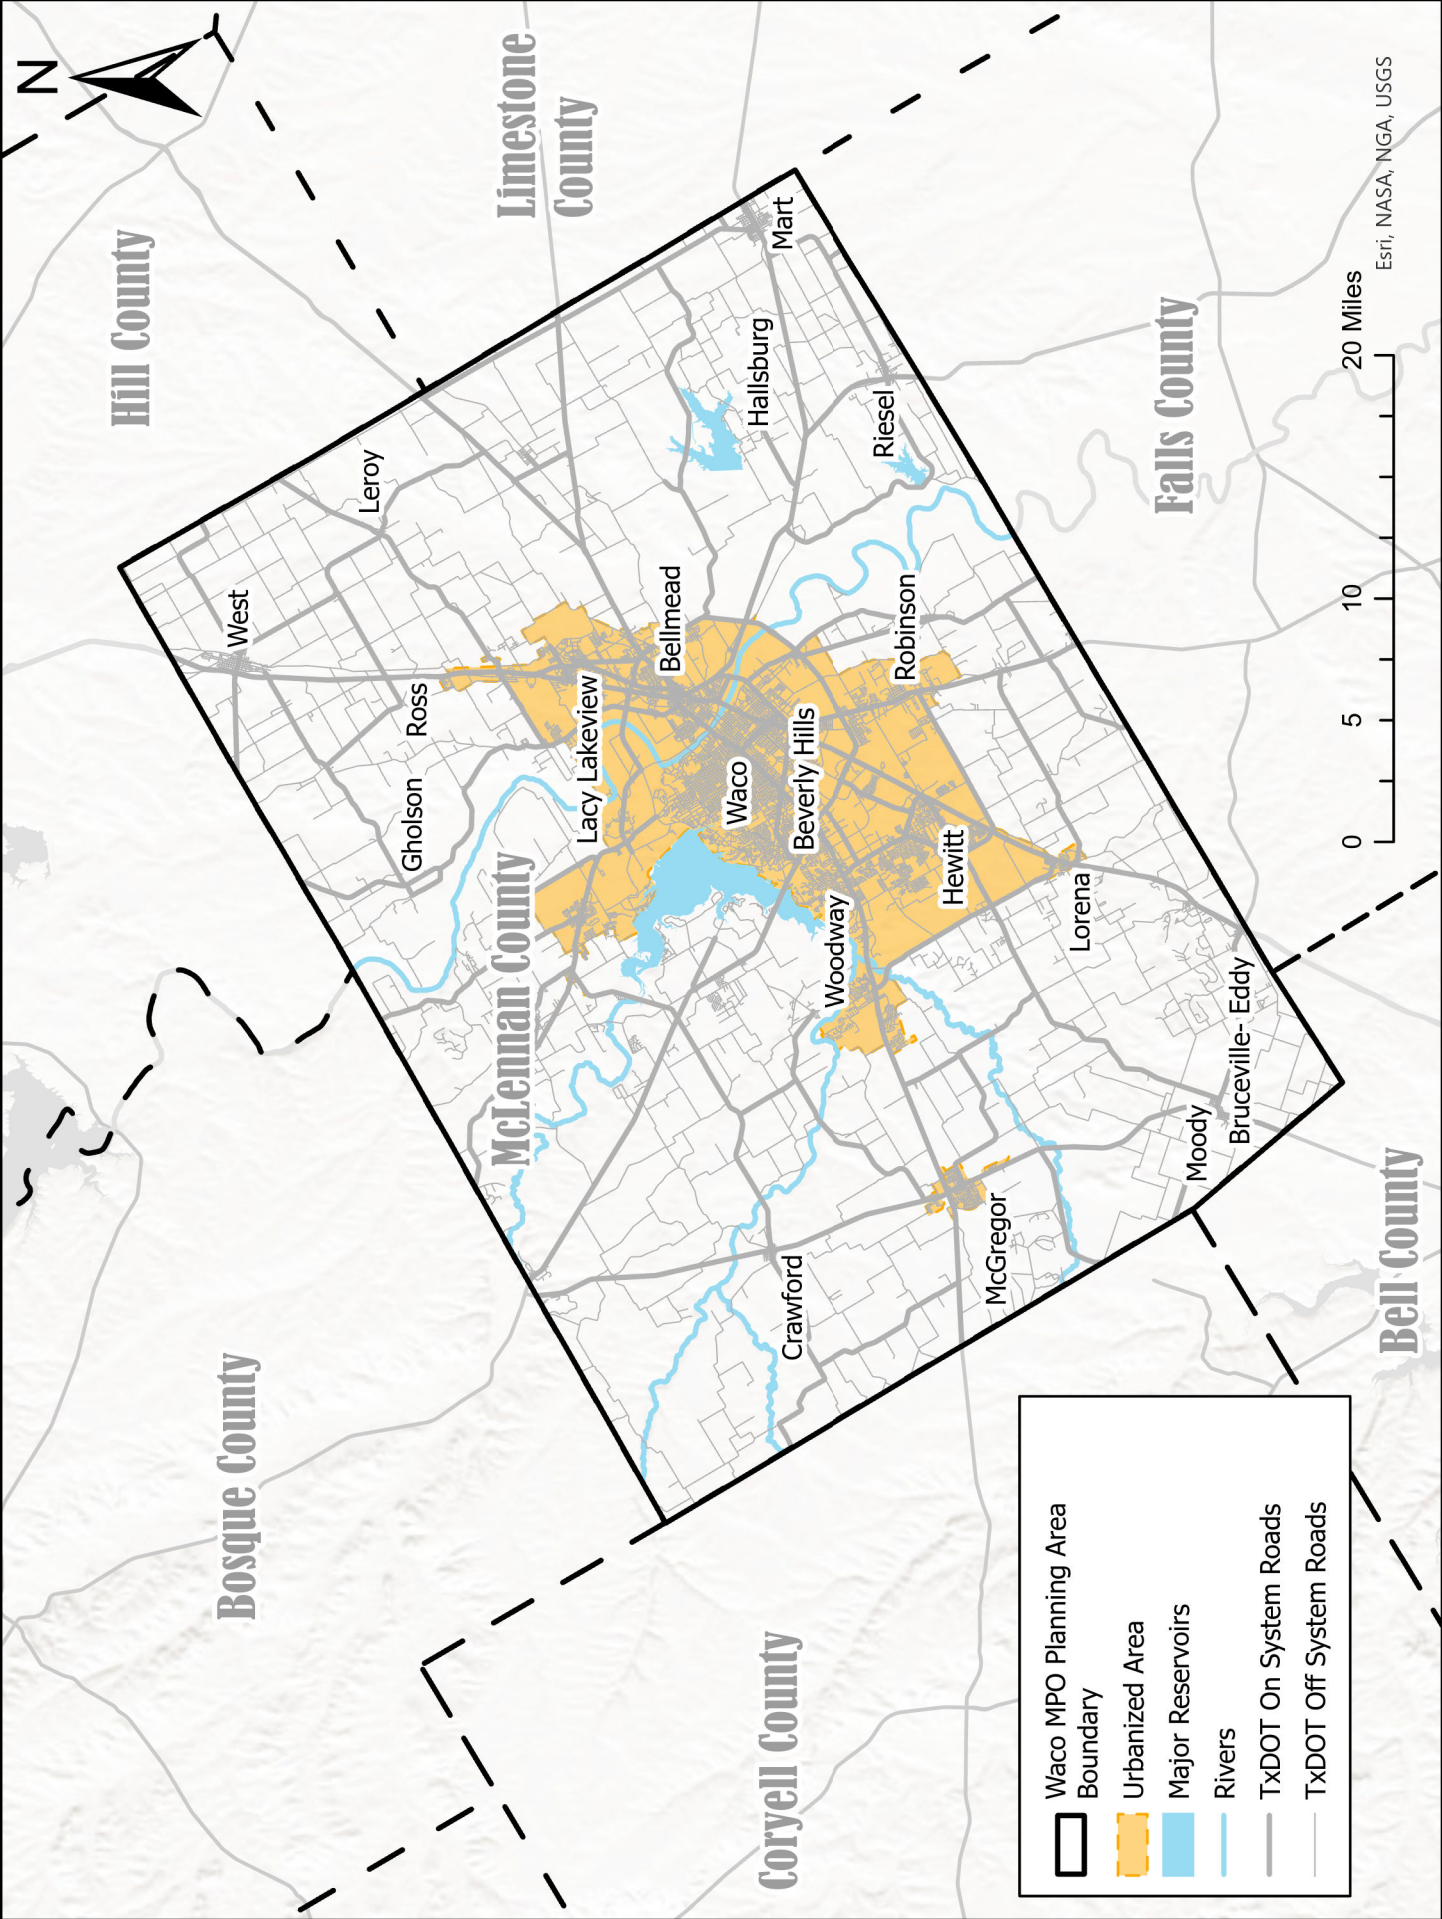 N
Hill County
Limestone
County
Bosque County
McLennan County
Coryell County
Falls County
Bell County
West
Leroy
Ross
Gholson
Lacy Lakeview
Bellmead
Mart
Hallsburg
Riesel
Waco
Beverly Hills
Robinson
Woodway
Hewitt
Lorena
Crawford
McGregor
Moody
Bruceville- Eddy
Waco MPO Planning Area
Boundary
Urbanized Area
Major Reservoirs
Rivers
TxDOT On System Roads
TxDOT Off System Roads
0 5 10 20 Miles
Esri, NASA, NGA, USGS